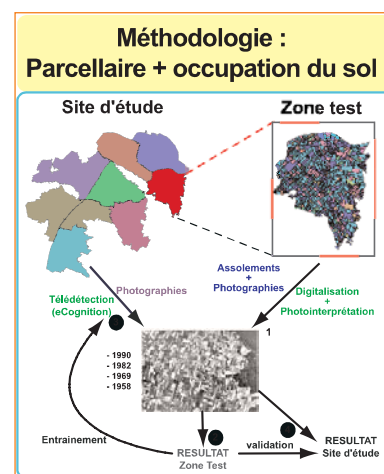 Méthodologie :
Parcellaire + occupation du sol
Site d'étude
Zone test
Assolements
+
Photographies
Photographies
Télédétection
(eCognition)
Digitalisation
+
Photointerprétation
1
- 1990
- 1982
- 1969
- 1958
Entrainement
RESULTAT
Zone Test
validation
RESULTAT
Site d'étude